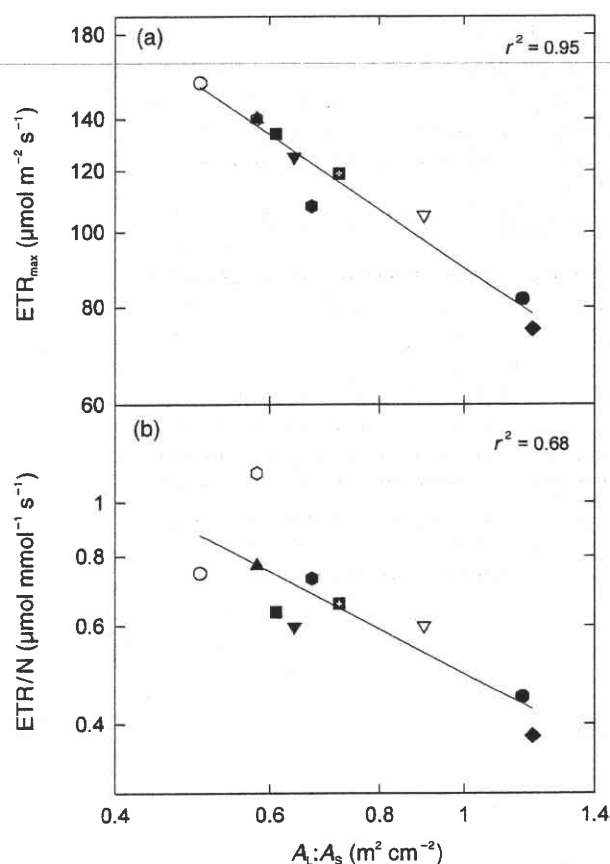 (a)
r² = 0.95
180
140
120
100
80
60
ETRmax (µmol m⁻² s⁻¹)
(b)
r² = 0.68
1
0.8
0.6
0.4
ETR/N (µmol mmol⁻¹ s⁻¹)
0.4 0.6 0.8 1 1.4
AL:AS (m² cm⁻²)